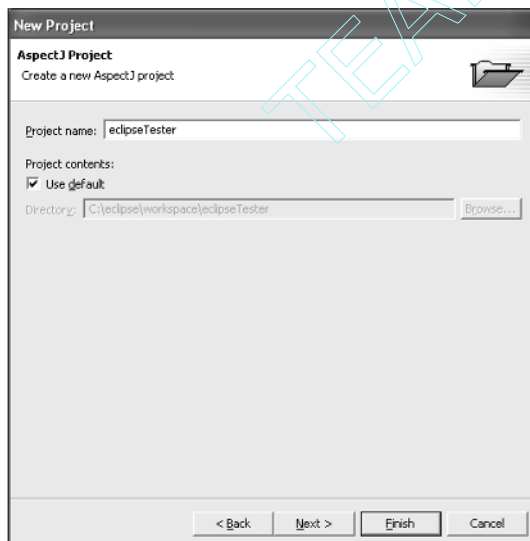 New Project
AspectJ Project
Create a new AspectJ project
Project name: eclipseTester
Project contents:
Use default
Directory: C:\eclipse\workspace\eclipseTester Browse...
< Back Next > Finish Cancel